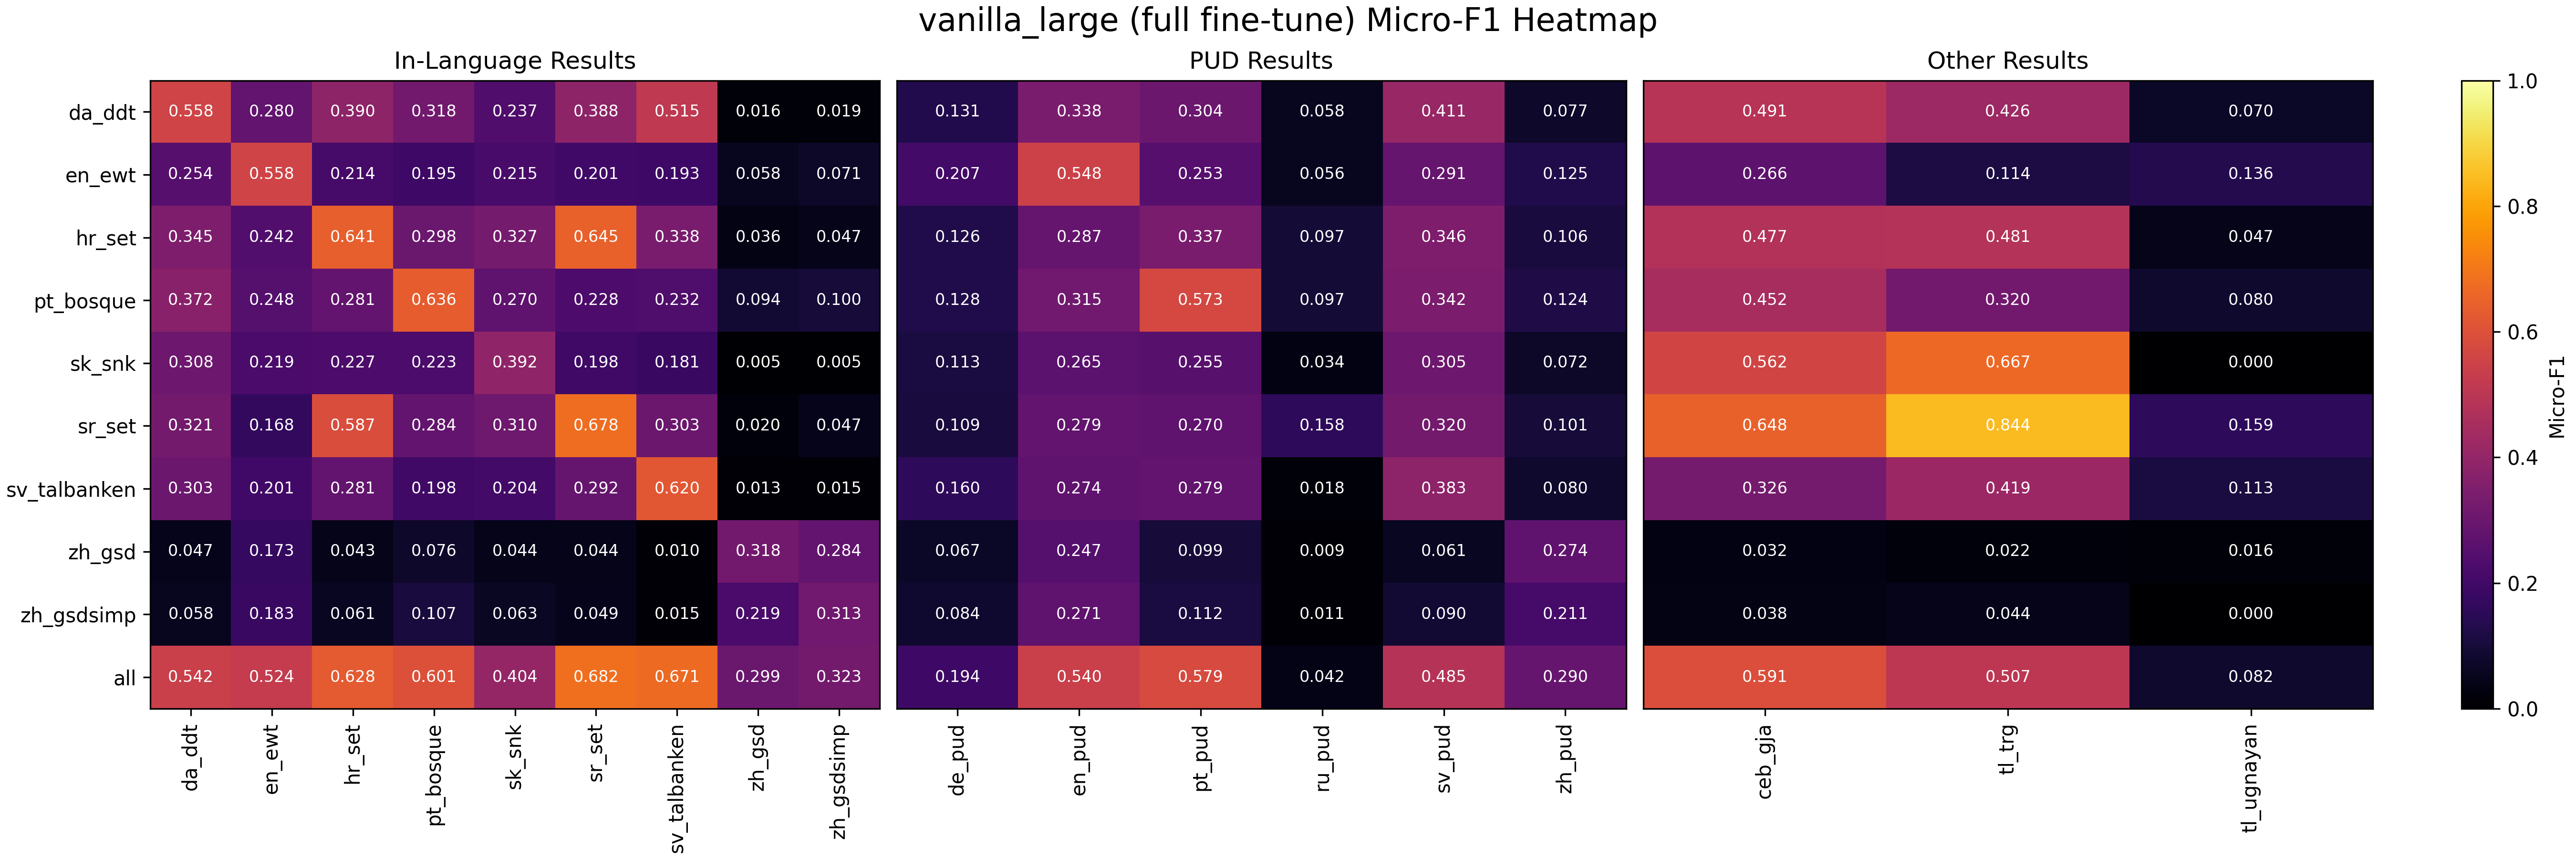 vanilla_large (full fine-tune) Micro-F1 Heatmap
In-Language Results
PUD Results
Other Results
da_ddt 0.558 0.280 0.390 0.318 0.237 0.388 0.515 0.016 0.019 0.131 0.338 0.304 0.058 0.411 0.077 0.491 0.426 0.070
en_ewt 0.254 0.558 0.214 0.195 0.215 0.201 0.193 0.058 0.071 0.207 0.548 0.253 0.056 0.291 0.125 0.266 0.114 0.136
hr_set 0.345 0.242 0.641 0.298 0.327 0.645 0.338 0.036 0.047 0.126 0.287 0.337 0.097 0.346 0.106 0.477 0.481 0.047
pt_bosque 0.372 0.248 0.281 0.636 0.270 0.228 0.232 0.094 0.100 0.128 0.315 0.573 0.097 0.342 0.124 0.452 0.320 0.080
sk_snk 0.308 0.219 0.227 0.223 0.392 0.198 0.181 0.005 0.005 0.113 0.265 0.255 0.034 0.305 0.072 0.562 0.667 0.000
sr_set 0.321 0.168 0.587 0.284 0.310 0.678 0.303 0.020 0.047 0.109 0.279 0.270 0.158 0.320 0.101 0.648 0.844 0.159
sv_talbanken 0.303 0.201 0.281 0.198 0.204 0.292 0.620 0.013 0.015 0.160 0.274 0.279 0.018 0.383 0.080 0.326 0.419 0.113
zh_gsd 0.047 0.173 0.043 0.076 0.044 0.044 0.010 0.318 0.284 0.067 0.247 0.099 0.009 0.061 0.274 0.032 0.022 0.016
zh_gsdsimp 0.058 0.183 0.061 0.107 0.063 0.049 0.015 0.219 0.313 0.084 0.271 0.112 0.011 0.090 0.211 0.038 0.044 0.000
all 0.542 0.524 0.628 0.601 0.404 0.682 0.671 0.299 0.323 0.194 0.540 0.579 0.042 0.485 0.290 0.591 0.507 0.082
da_ddt en_ewt hr_set pt_bosque sk_snk sr_set sv_talbanken zh_gsd zh_gsdsimp de_pud en_pud pt_pud ru_pud sv_pud zh_pud ceb_gja tl_trg tl_ugnayan
1.0
0.8
0.6
0.4
0.2
0.0
Micro-F1